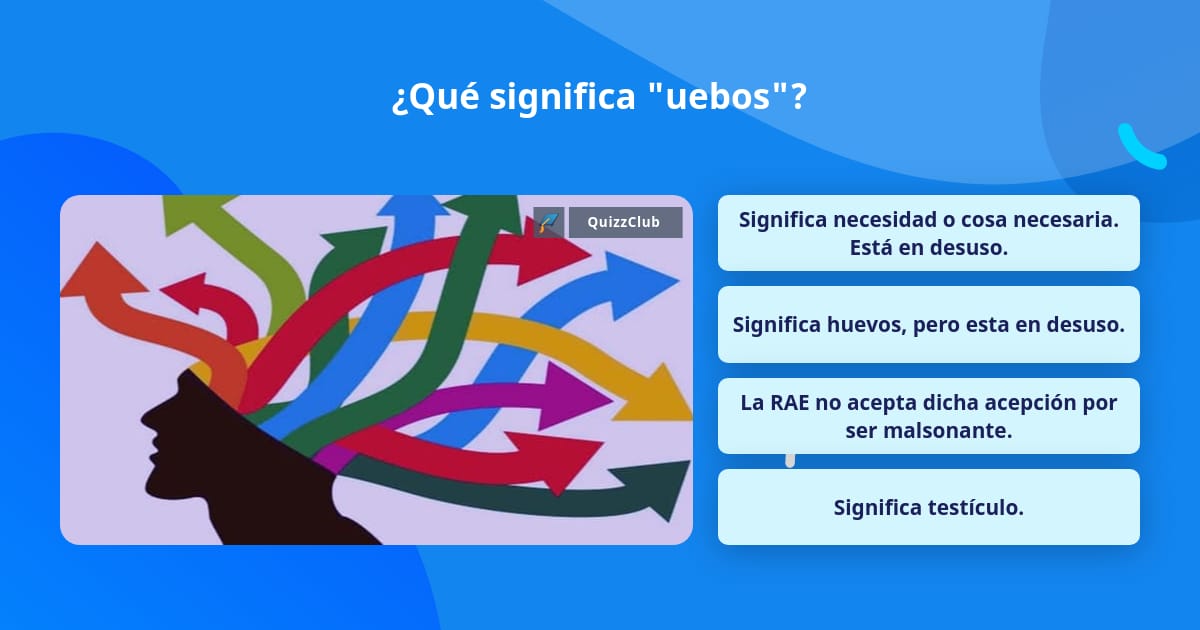 ¿Qué significa "uebos"?
QuizzClub
Significa necesidad o cosa necesaria.
Está en desuso.
Significa huevos, pero esta en desuso.
La RAE no acepta dicha acepción por
ser malsonante.
Significa testículo.